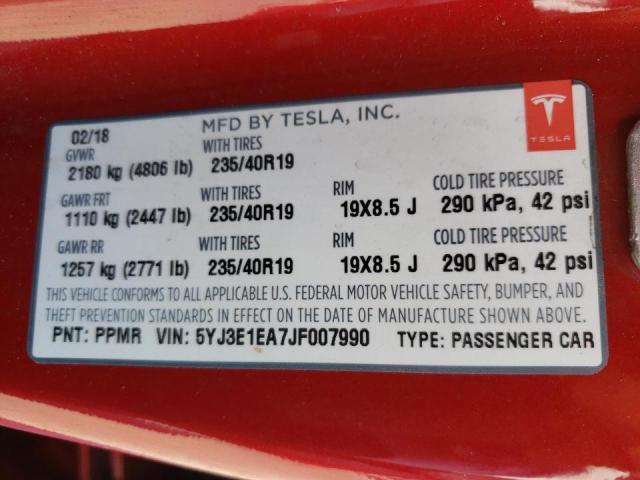 02/18 MFD BY TESLA, INC.
TESLA
GVWR WITH TIRES
2180 kg (4806 lb) 235/40R19
GAWR FRT WITH TIRES RIM COLD TIRE PRESSURE
1110 kg (2447 lb) 235/40R19 19X8.5 J 290 kPa, 42 psi
GAWR RR WITH TIRES RIM COLD TIRE PRESSURE
1257 kg (2771 lb) 235/40R19 19X8.5 J 290 kPa, 42 psi
THIS VEHICLE CONFORMS TO ALL APPLICABLE U.S. FEDERAL MOTOR VEHICLE SAFETY, BUMPER, AND
THEFT PREVENTION STANDARDS IN EFFECT ON THE DATE OF MANUFACTURE SHOWN ABOVE.
PNT: PPMR VIN: 5YJ3E1EA7JF007990 TYPE: PASSENGER CAR